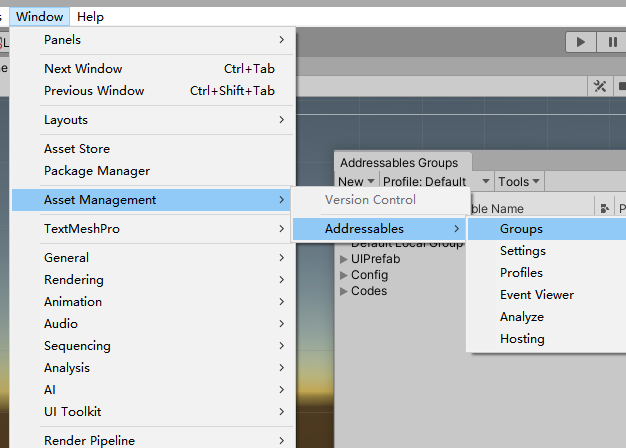 Window Help
Panels
Next Window Ctrl+Tab
Previous Window Ctrl+Shift+Tab
Layouts
Asset Store
Package Manager
Asset Management
TextMeshPro
General
Rendering
Animation
Audio
Sequencing
Analysis
AI
UI Toolkit
Render Pipeline
Version Control
Addressables
Groups
Settings
Profiles
Event Viewer
Analyze
Hosting
Addressables Groups
New Profile: Default Tools
Name
Default Local Group
UIPrefab
Config
Codes